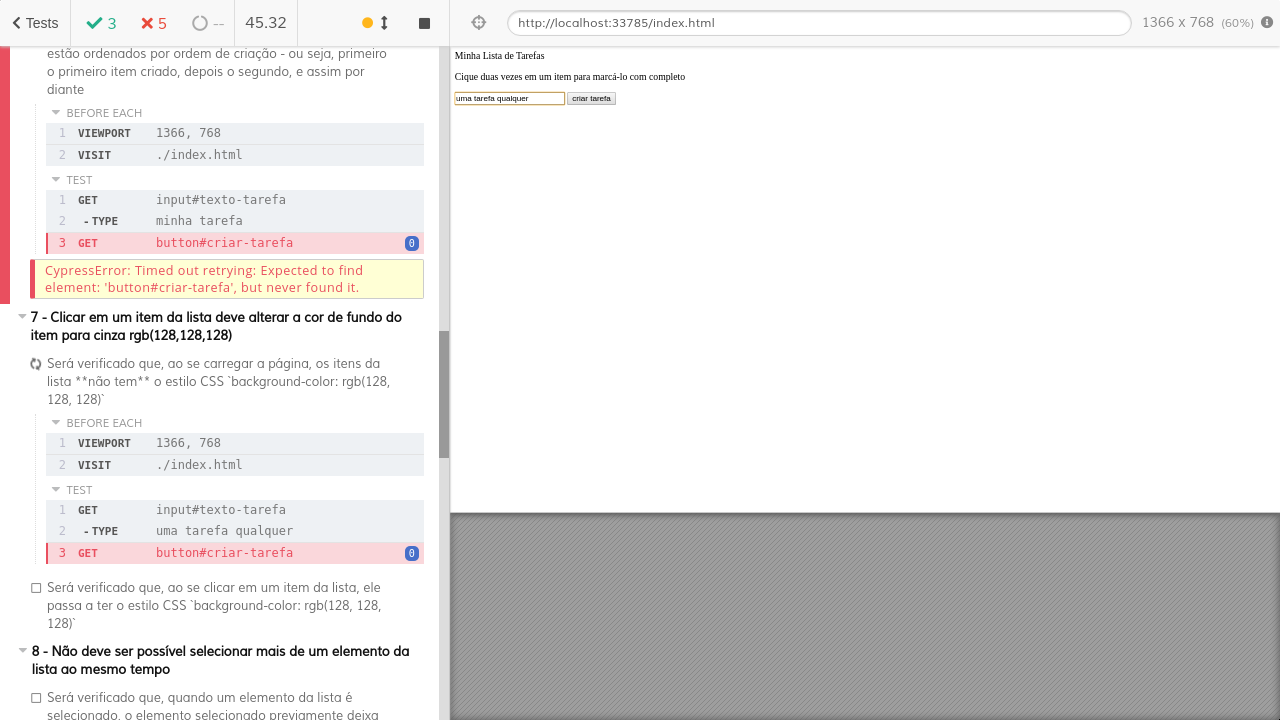 Tests
3
5
--
45.32
http://localhost:33785/index.html
1366 x 768 (60%)
estão ordenados por ordem de criação - ou seja, primeiro
o primeiro item criado, depois o segundo, e assim por
diante
BEFORE EACH
1 VIEWPORT 1366, 768
2 VISIT ./index.html
TEST
1 GET input#texto-tarefa
2 -TYPE minha tarefa
3 GET button#criar-tarefa 0
CypressError: Timed out retrying: Expected to find
element: 'button#criar-tarefa', but never found it.
7 - Clicar em um item da lista deve alterar a cor de fundo do
item para cinza rgb(128,128,128)
Será verificado que, ao se carregar a página, os itens da
lista **não tem** o estilo CSS `background-color: rgb(128,
128, 128)`
BEFORE EACH
1 VIEWPORT 1366, 768
2 VISIT ./index.html
TEST
1 GET input#texto-tarefa
2 -TYPE uma tarefa qualquer
3 GET button#criar-tarefa 0
Será verificado que, ao se clicar em um item da lista, ele
passa a ter o estilo CSS `background-color: rgb(128, 128,
128)`
8 - Não deve ser possível selecionar mais de um elemento da
lista ao mesmo tempo
Será verificado que, quando um elemento da lista é
selecionado, o elemento selecionado previamente deixa
Minha Lista de Tarefas
Cique duas vezes em um item para marcá-lo com completo
uma tarefa qualquer
criar tarefa